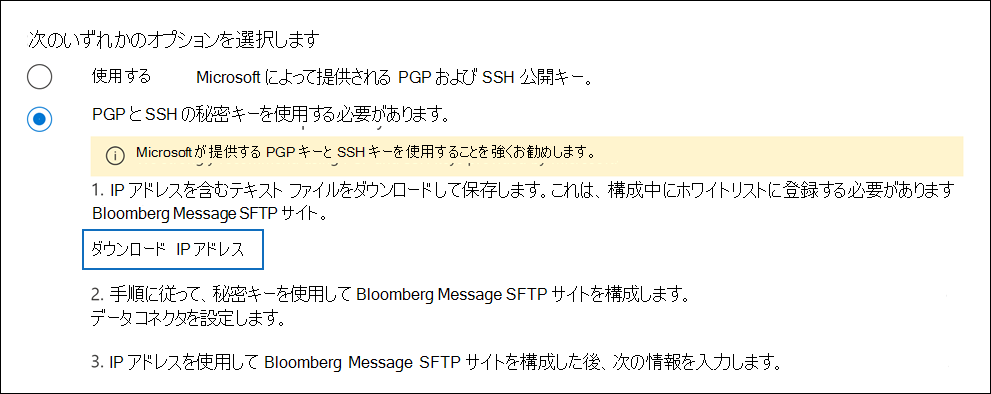 次のいずれかのオプションを選択します
使用する Microsoft によって提供される PGP および SSH 公開キー。
PGP と SSH の秘密キーを使用する必要があります。
Microsoft が提供する PGP キーと SSH キーを使用することを強くお勧めします。
1. IP アドレスを含むテキスト ファイルをダウンロードして保存します。これは、構成中にホワイトリストに登録する必要があります
Bloomberg Message SFTP サイト。
ダウンロード IP アドレス
2. 手順に従って、秘密キーを使用して Bloomberg Message SFTP サイトを構成します。
データ コネクタを設定します。
3. IP アドレスを使用して Bloomberg Message SFTP サイトを構成した後、次の情報を入力します。